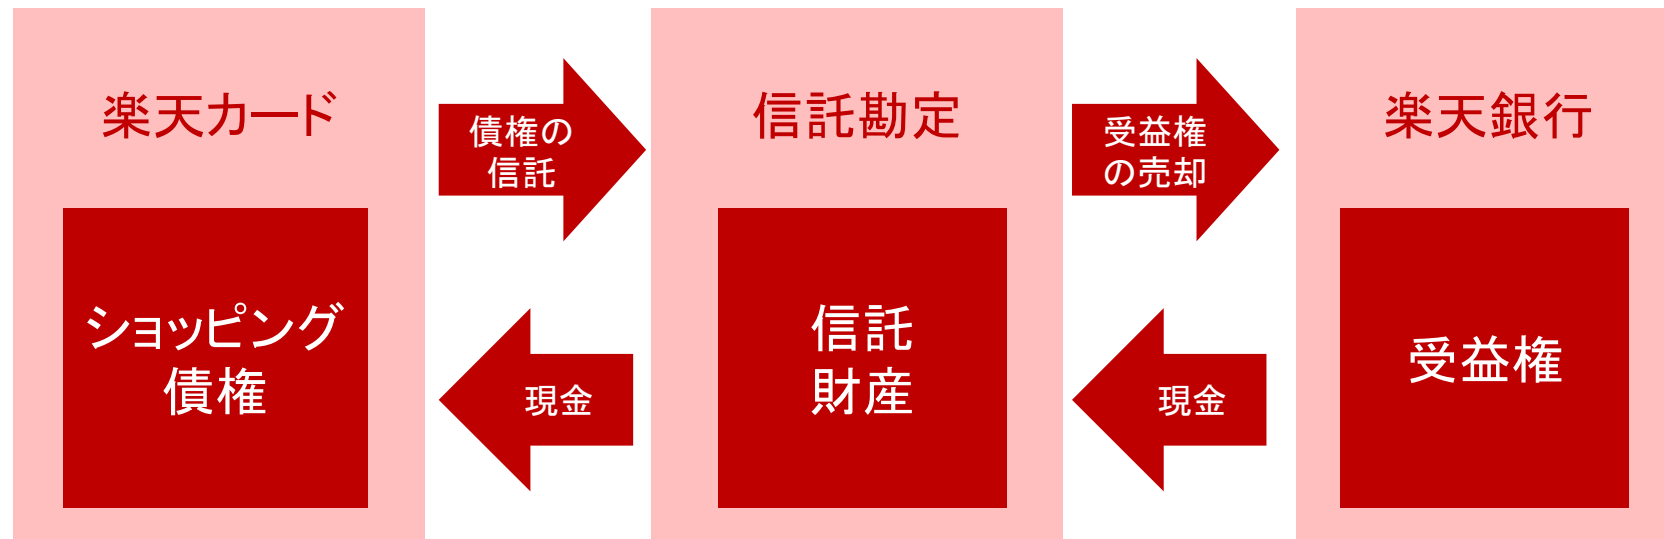 楽天カード
債権の
信託
信託勘定
受益権
の売却
楽天銀行
ショッピング
債権
現金
信託
財産
現金
受益権